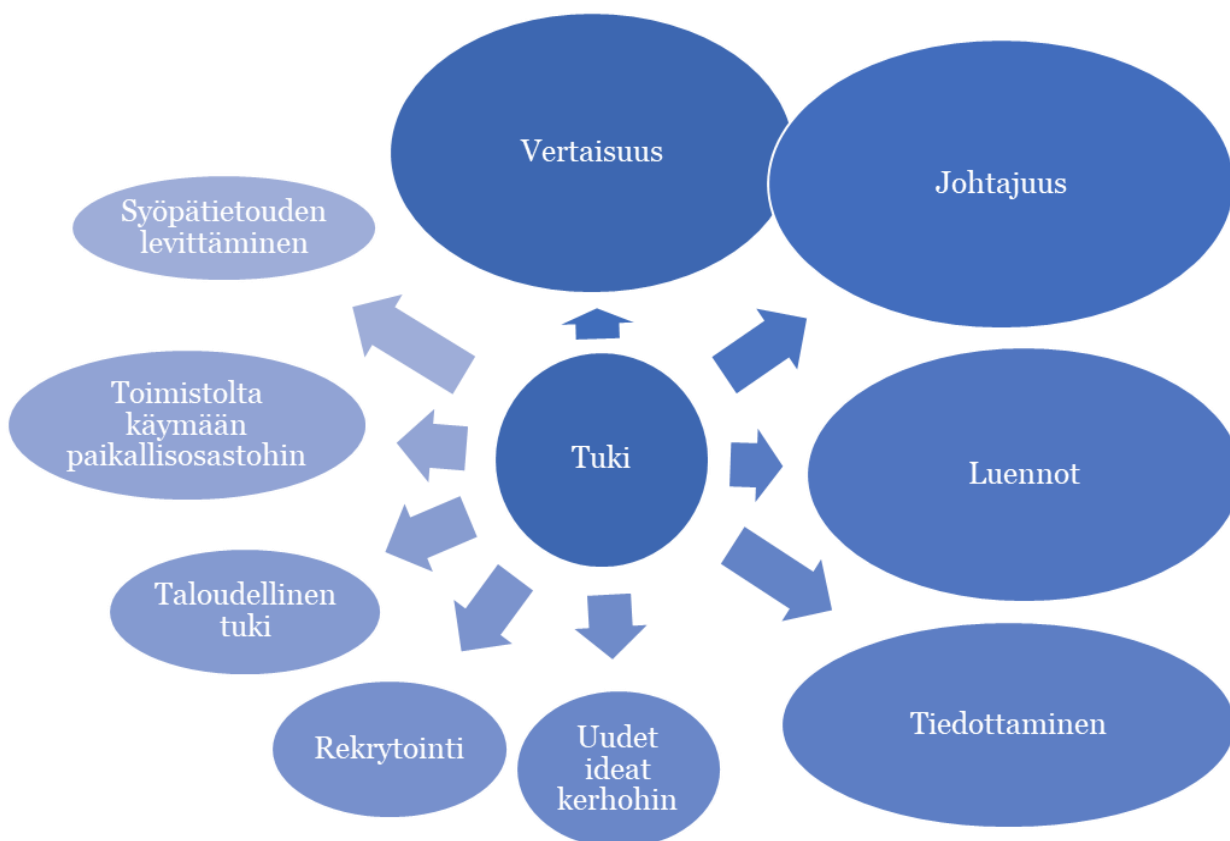 Vertaisuus
Johtajuus
Syöpätietouden
levittäminen
Toimistolta
käymään
paikallisosastohin
Tuki
Luennot
Taloudellinen
tuki
Rekrytointi
Uudet
ideat
kerhohin
Tiedottaminen